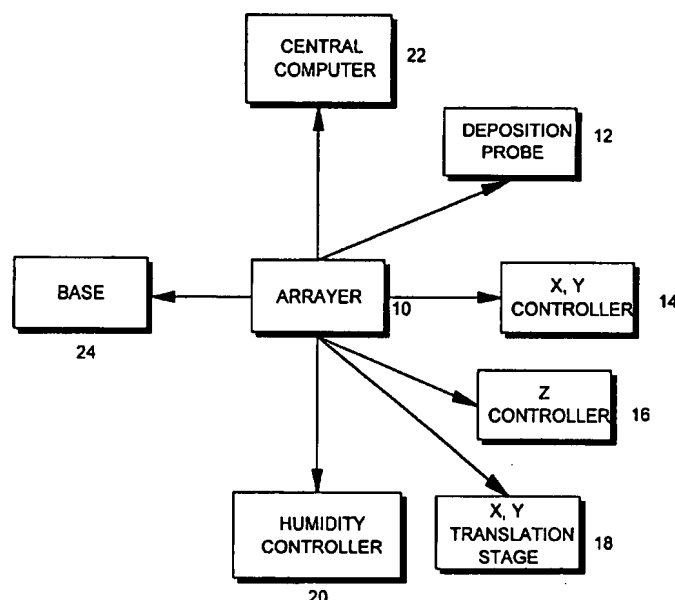 CENTRAL
COMPUTER
22
DEPOSITION
PROBE
12
BASE
24
ARRAYER
10
X, Y
CONTROLLER
14
Z
CONTROLLER
16
HUMIDITY
CONTROLLER
20
X, Y
TRANSLATION
STAGE
18